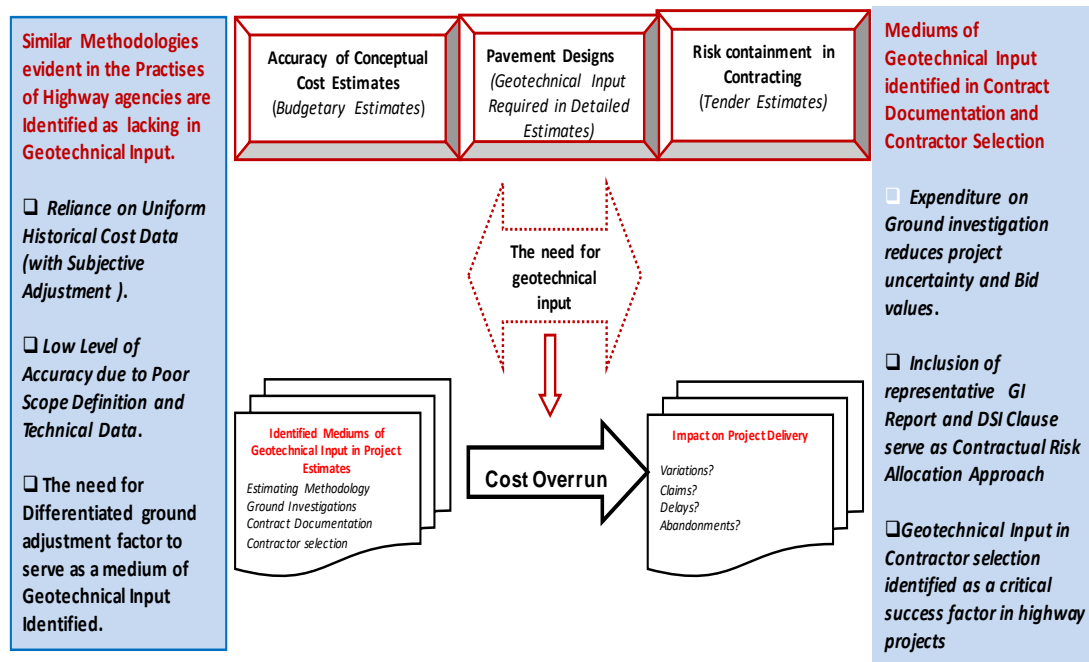 Similar Methodologies
evident in the Practises
of Highway agencies are
Identified as lacking in
Geotechnical Input.
❑ Reliance on Uniform
Historical Cost Data
(with Subjective
Adjustment ).
❑ Low Level of
Accuracy due to Poor
Scope Definition and
Technical Data.
❑ The need for
Differentiated ground
adjustment factor to
serve as a medium of
Geotechnical Input
Identified.
Accuracy of Conceptual
Cost Estimates
(Budgetary Estimates)
Pavement Designs
(Geotechnical Input
Required in Detailed
Estimates)
Risk containment in
Contracting
(Tender Estimates)
The need for
geotechnical
input
Identified Mediums of
Geotechnical Input in Project
Estimates
Estimating Methodology
Ground Investigations
Contract Documentation
Contractor selection
Cost Overrun
Impact on Project Delivery
Variations?
Claims?
Delays?
Abandonments?
Mediums of
Geotechnical Input
identified in Contract
Documentation and
Contractor Selection
❑ Expenditure on
Ground investigation
reduces project
uncertainty and Bid
values.
❑ Inclusion of
representative GI
Report and DSI Clause
serve as Contractual Risk
Allocation Approach
❑Geotechnical Input in
Contractor selection
identified as a critical
success factor in highway
projects